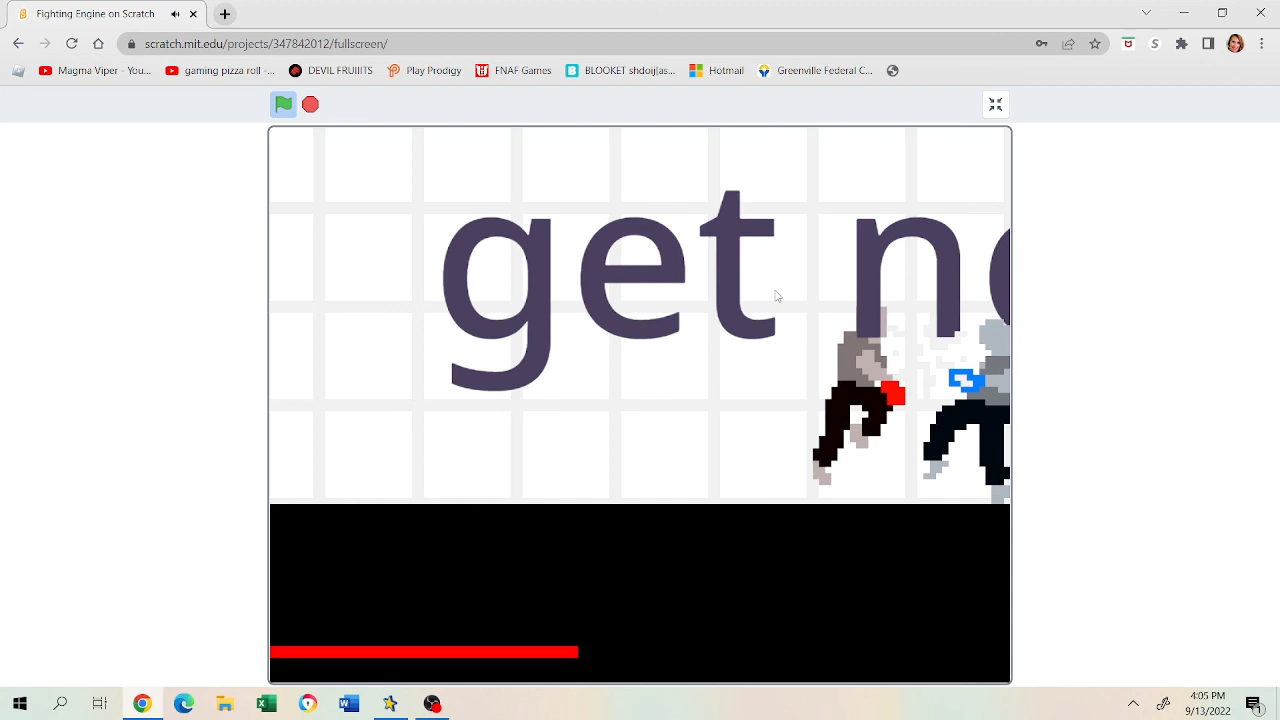 Fighting Engine on Scratch
scratch.mit.edu/projects/347842012/fullscreen/
Magma Viper - You... gaming pizza roll -... DEVIL FRUIIITS Play Prodigy FNAF Games BLOOKET shdojlas... Hotmail Greenville Federal C...
get n
4:05 PM
9/13/2022